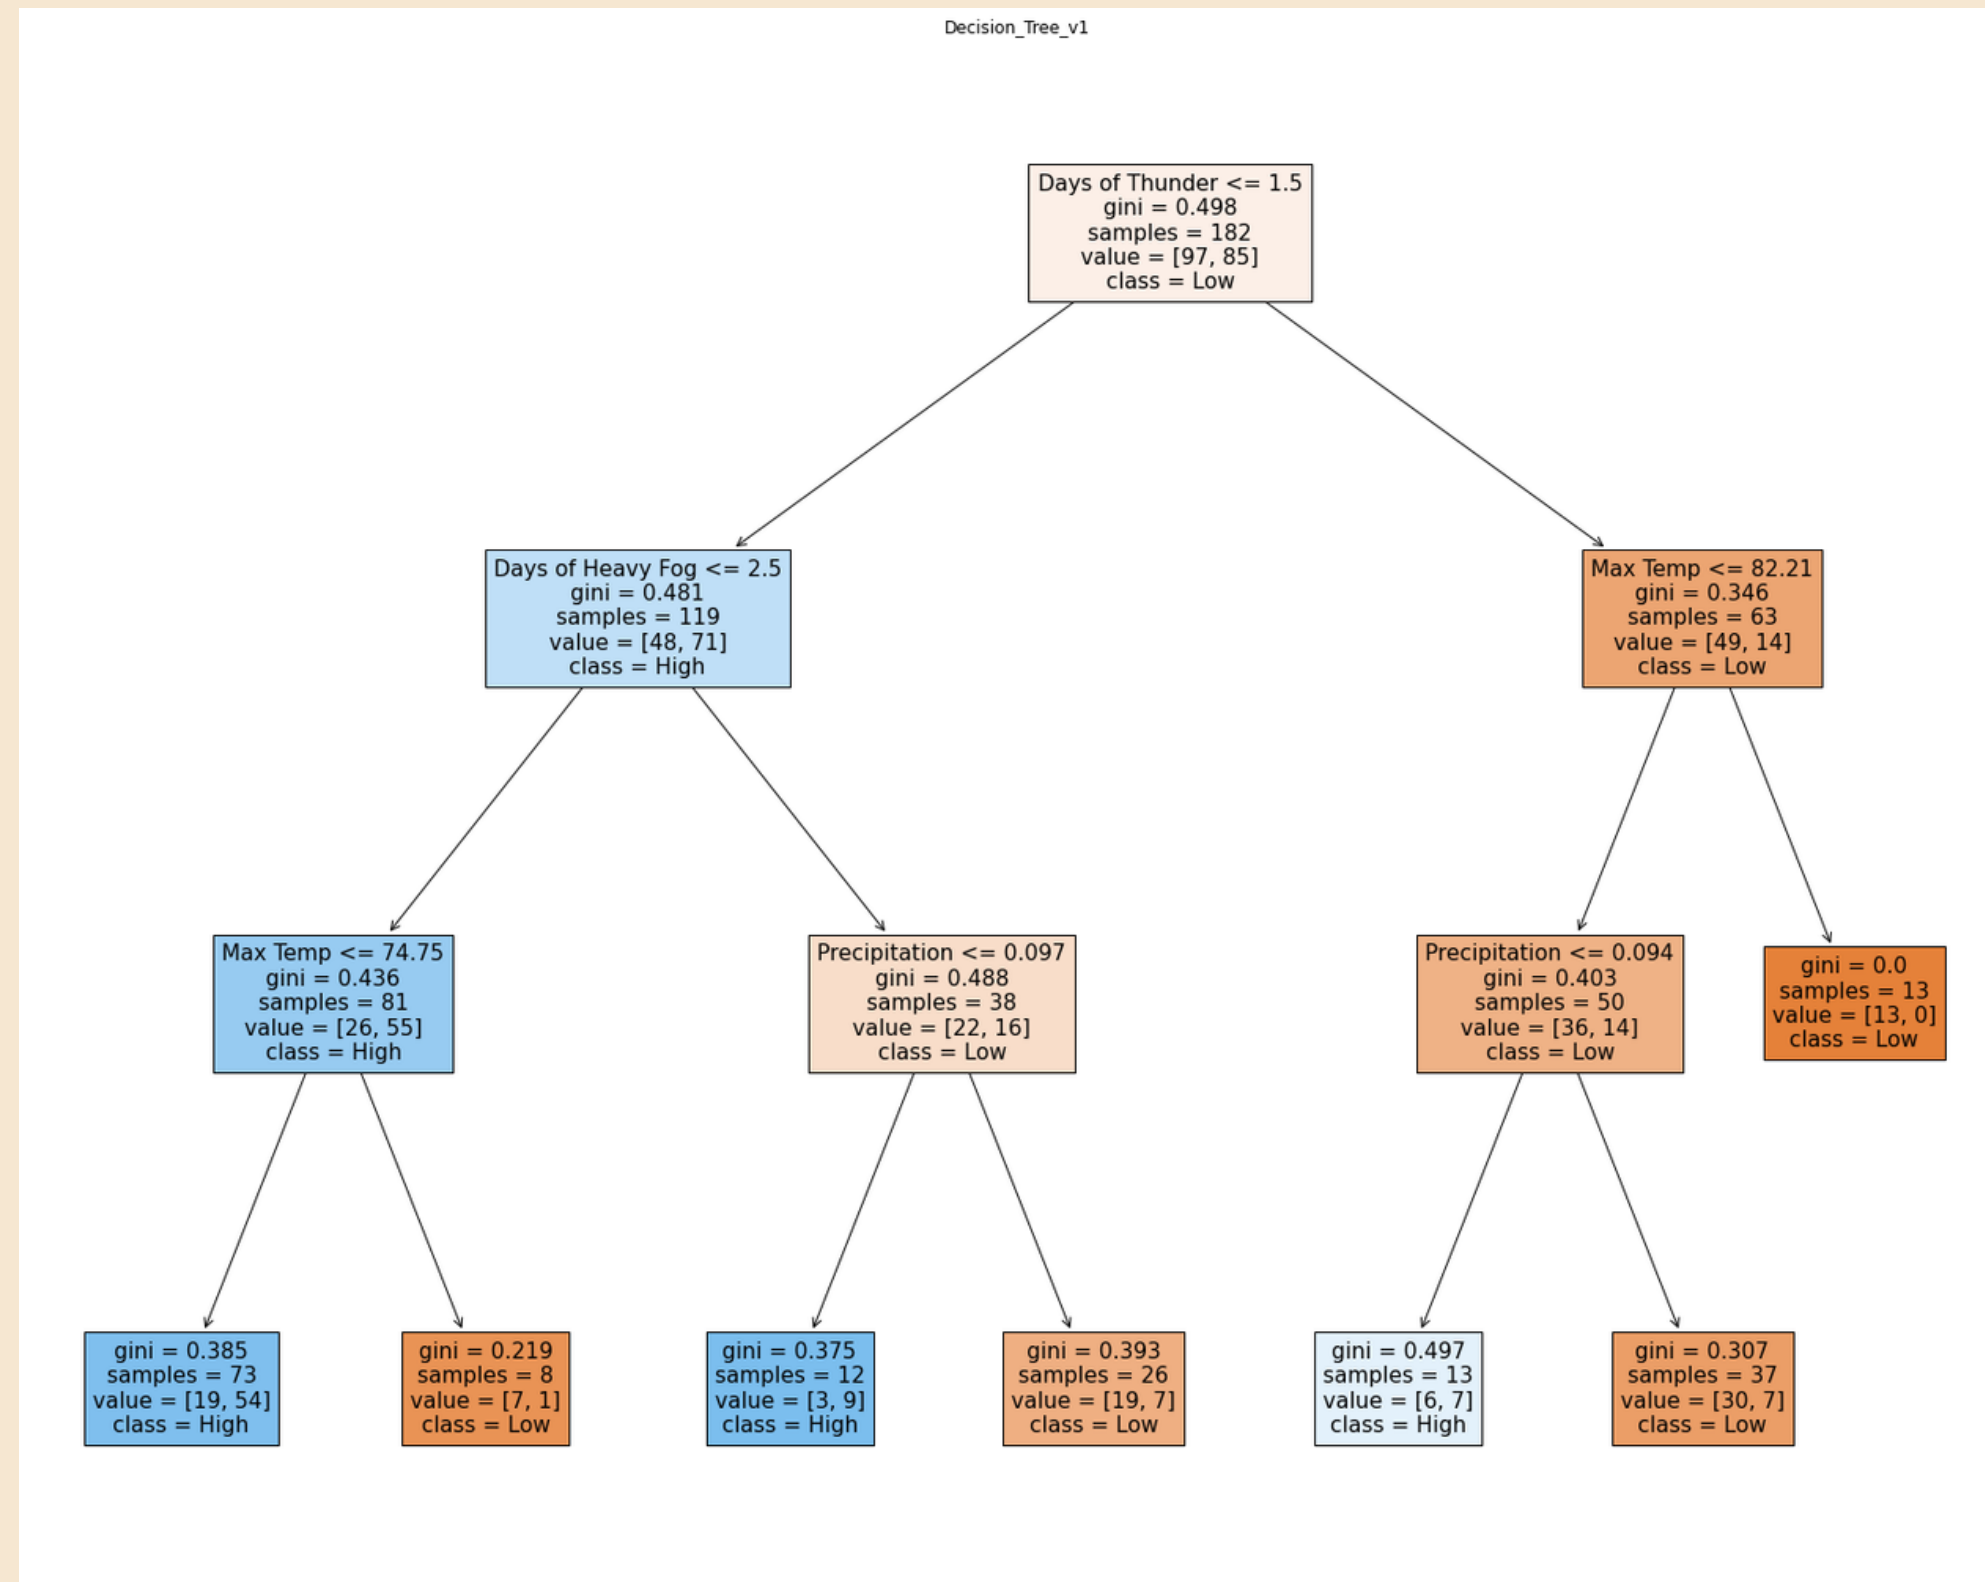 Decision_Tree_v1
Days of Thunder <= 1.5
gini = 0.498
samples = 182
value = [97, 85]
class = Low
Days of Heavy Fog <= 2.5
gini = 0.481
samples = 119
value = [48, 71]
class = High
Max Temp <= 82.21
gini = 0.346
samples = 63
value = [49, 14]
class = Low
Max Temp <= 74.75
gini = 0.436
samples = 81
value = [26, 55]
class = High
Precipitation <= 0.097
gini = 0.488
samples = 38
value = [22, 16]
class = Low
Precipitation <= 0.094
gini = 0.403
samples = 50
value = [36, 14]
class = Low
gini = 0.0
samples = 13
value = [13, 0]
class = Low
gini = 0.385
samples = 73
value = [19, 54]
class = High
gini = 0.219
samples = 8
value = [7, 1]
class = Low
gini = 0.375
samples = 12
value = [3, 9]
class = High
gini = 0.393
samples = 26
value = [19, 7]
class = Low
gini = 0.497
samples = 13
value = [6, 7]
class = High
gini = 0.307
samples = 37
value = [30, 7]
class = Low